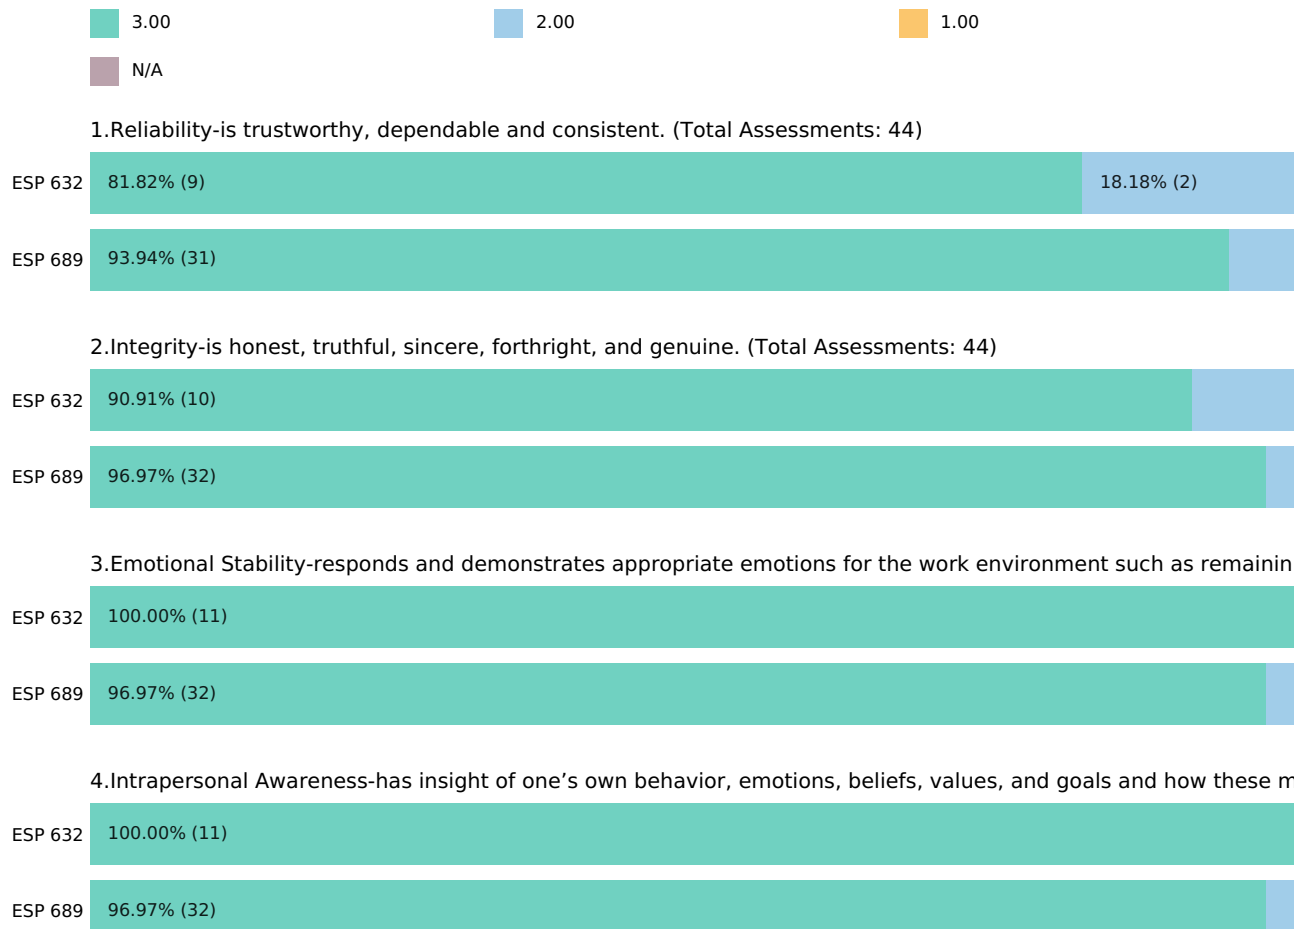 3.00 2.00 1.00
N/A
1.Reliability-is trustworthy, dependable and consistent. (Total Assessments: 44)
ESP 632 81.82% (9) 18.18% (2)
ESP 689 93.94% (31)
2.Integrity-is honest, truthful, sincere, forthright, and genuine. (Total Assessments: 44)
ESP 632 90.91% (10)
ESP 689 96.97% (32)
3.Emotional Stability-responds and demonstrates appropriate emotions for the work environment such as remainin
ESP 632 100.00% (11)
ESP 689 96.97% (32)
4.Intrapersonal Awareness-has insight of one’s own behavior, emotions, beliefs, values, and goals and how these
ESP 632 100.00% (11)
ESP 689 96.97% (32)